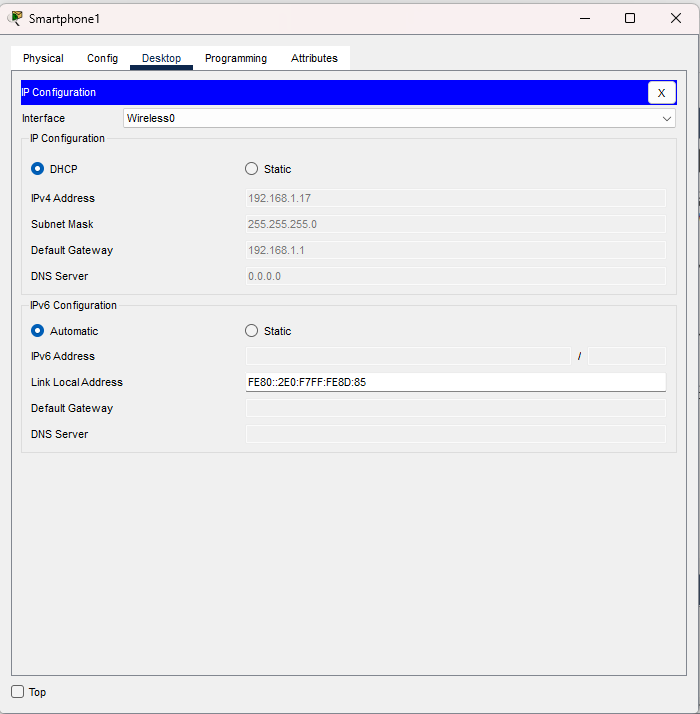 Smartphone1
Physical Config Desktop Programming Attributes
IP Configuration X
Interface Wireless0
IP Configuration
DHCP Static
IPv4 Address 192.168.1.17
Subnet Mask 255.255.255.0
Default Gateway 192.168.1.1
DNS Server 0.0.0.0
IPv6 Configuration
Automatic Static
IPv6 Address /
Link Local Address FE80::2E0:F7FF:FE8D:85
Default Gateway
DNS Server
Top